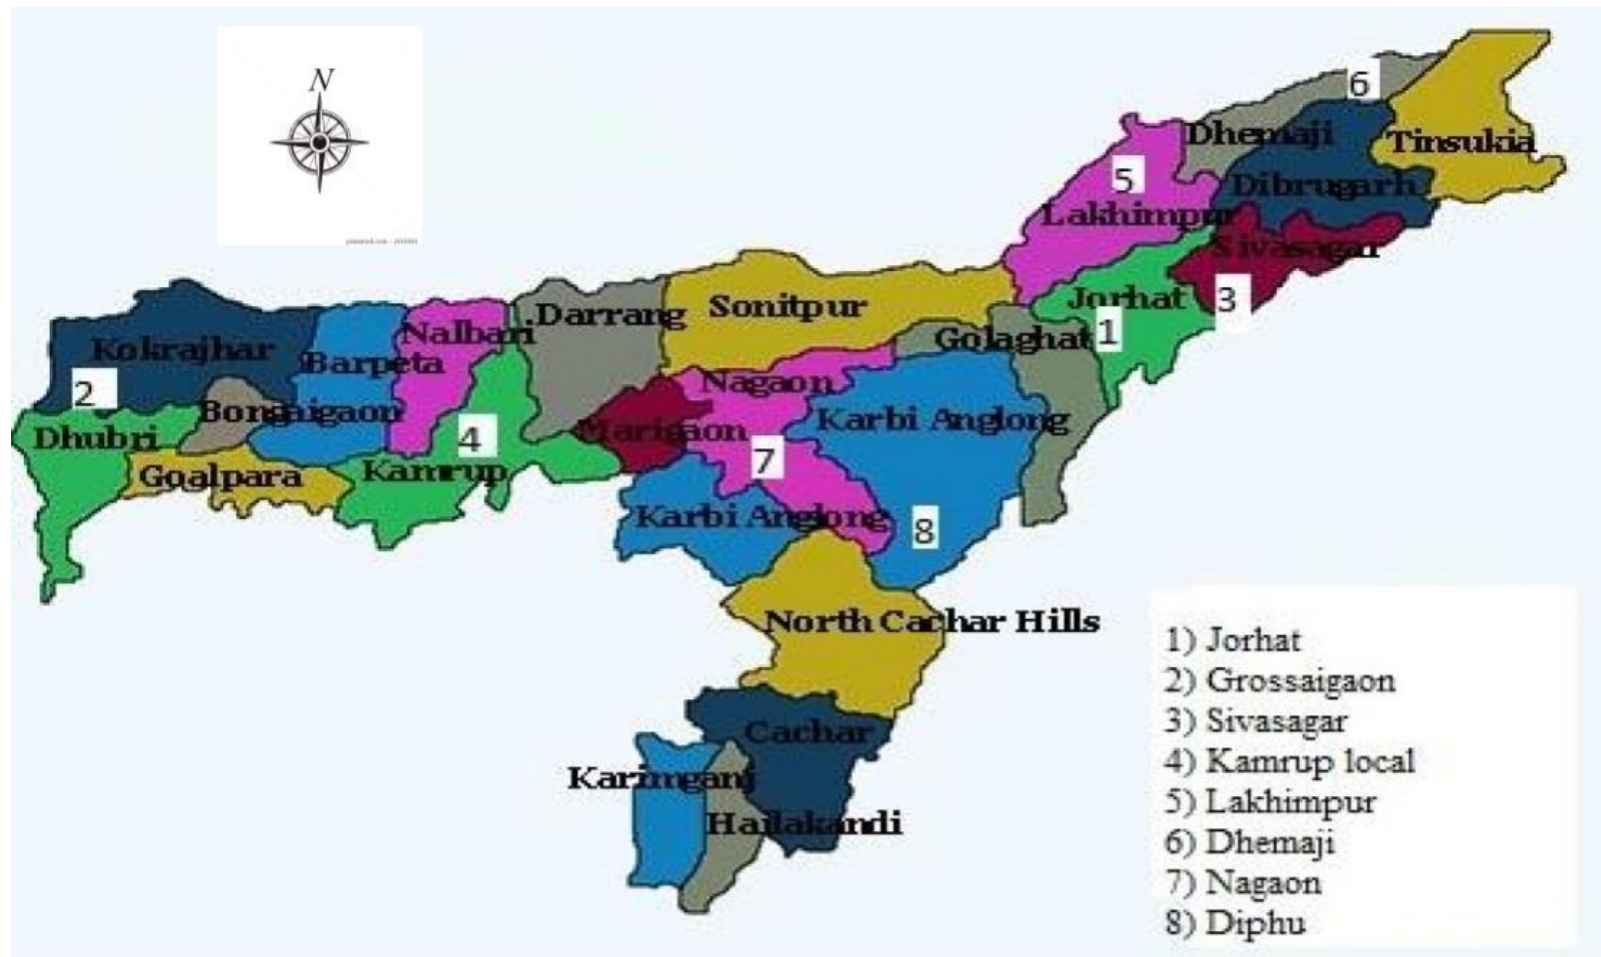 N
6
Dhemaji
Tinsukia
5
Dibrugarh
Lakhimpur
Sivasagar
3
Jorhat
1
Darrang
Sonitpur
Nalbari
Golaghat
Kokrajhar
Barpeta
2
Nagaon
Bongaigaon
Karbi Anglong
Dhubri
4
Marigaon
7
Goalpara
Kamrup
Karbi Anglong
8
North Cachar Hills
Cachar
Karimganj
Hailakandi
1) Jorhat
2) Grossaigaon
3) Sivasagar
4) Kamrup local
5) Lakhimpur
6) Dhemaji
7) Nagaon
8) Diphu